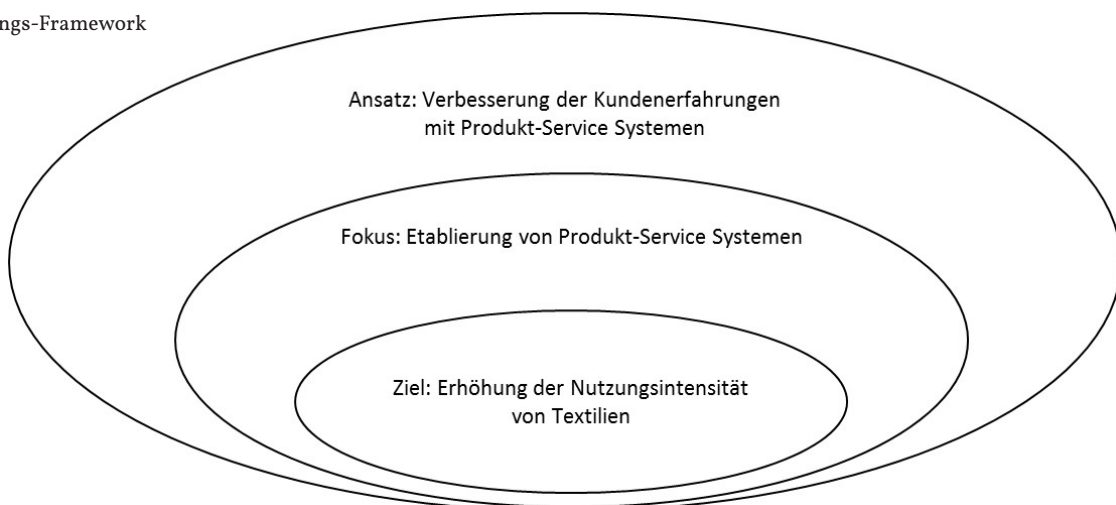 ngs-Framework
Ansatz: Verbesserung der Kundenerfahrungen
mit Produkt-Service Systemen
Fokus: Etablierung von Produkt-Service Systemen
Ziel: Erhöhung der Nutzungsintensität
von Textilien